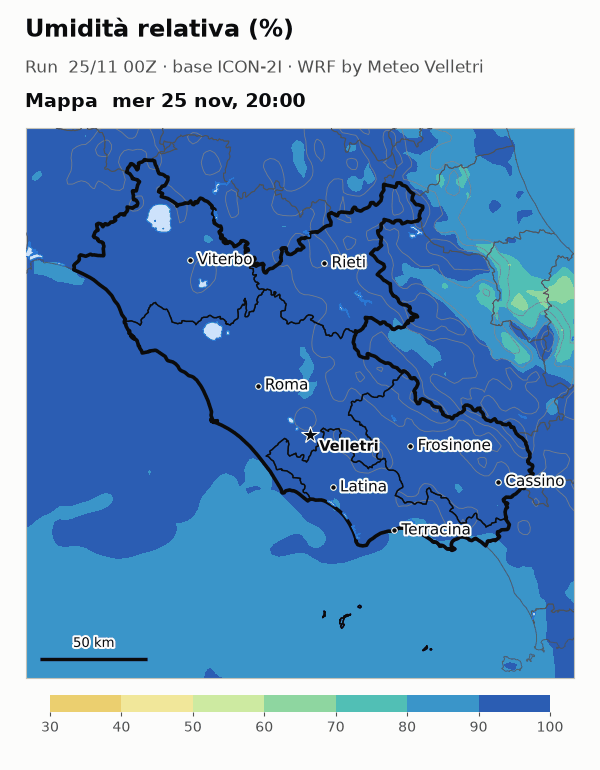 Umidità relativa (%)
Run  25/11 00Z · base ICON-2I · WRF by Meteo Velletri
Mappa  mer 25 nov, 20:00
Viterbo
Rieti
Roma
Velletri
Frosinone
Cassino
Latina
Terracina
50 km
30 40 50 60 70 80 90 100